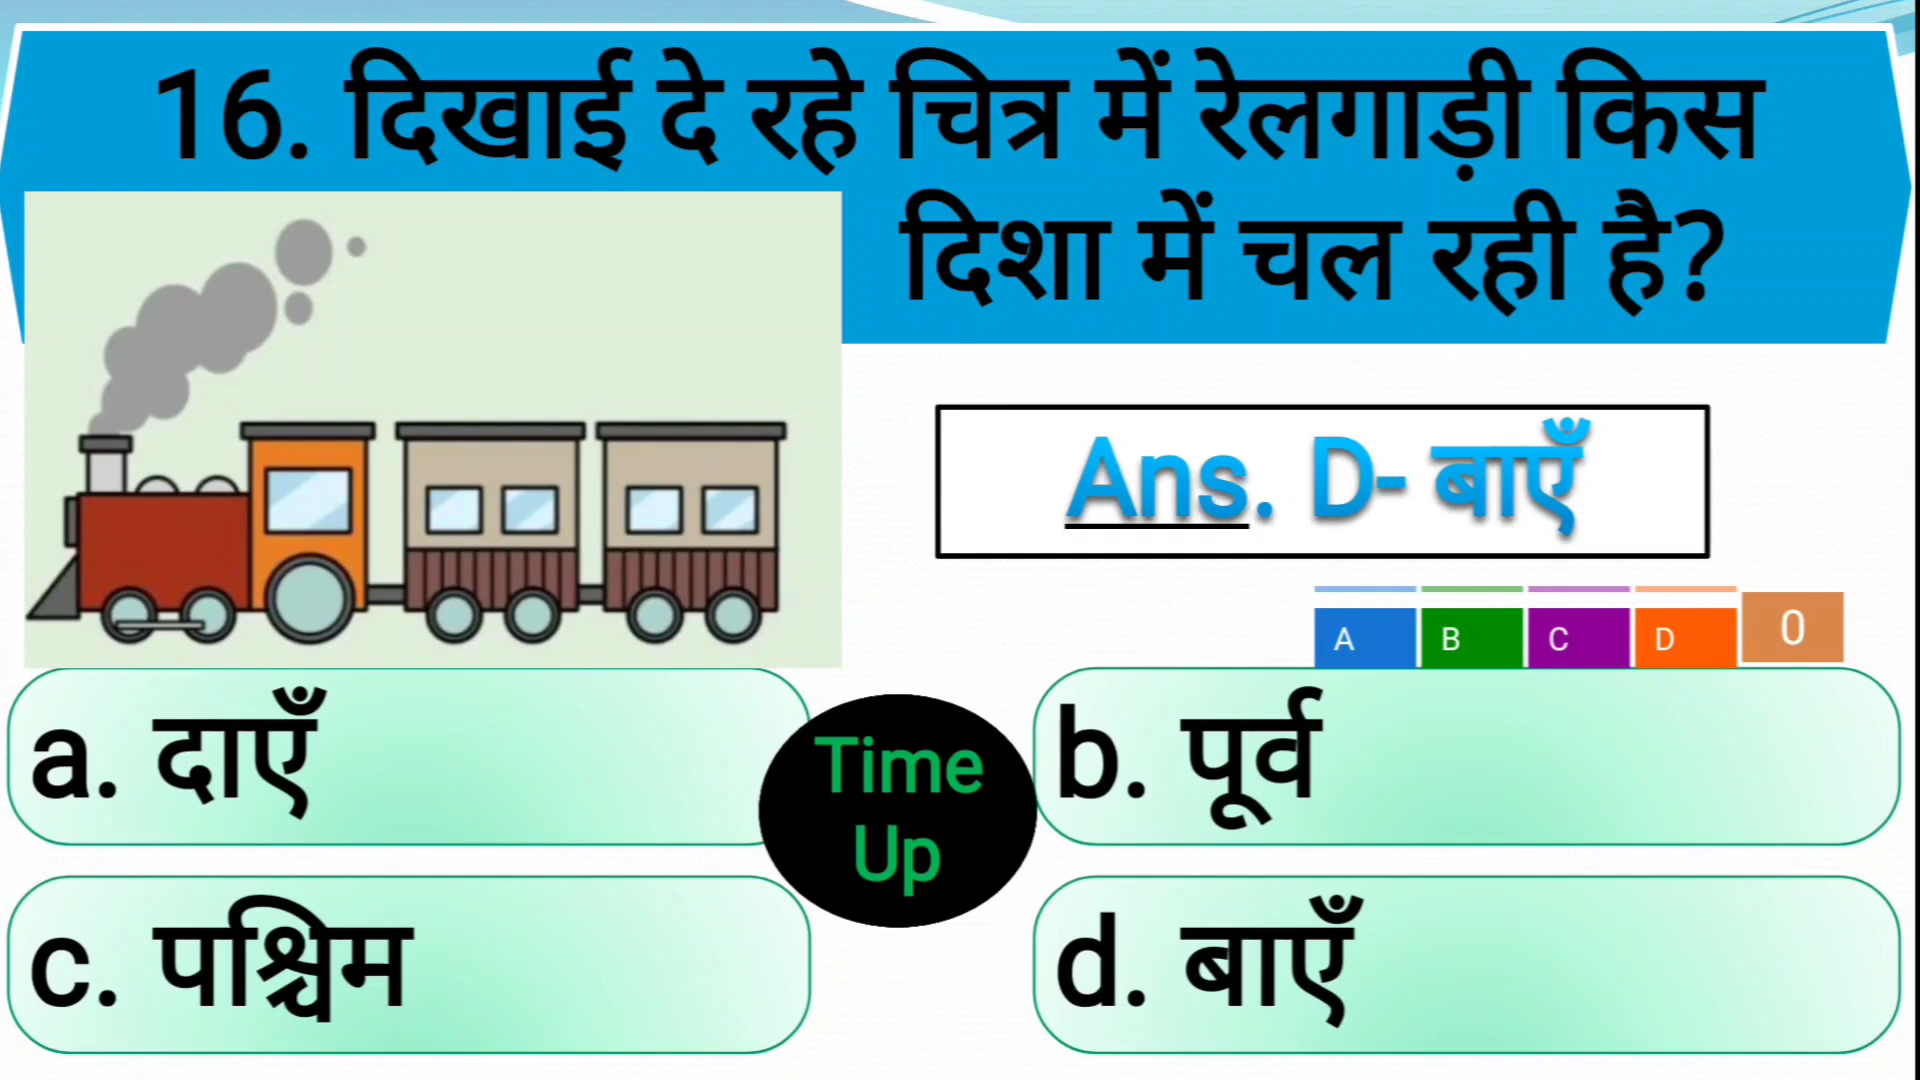 16. दिखाई दे रहे चित्र में रेलगाड़ी किस
दिशा में चल रही है?
Ans. D- बाएँ
A B C D 0
a. दाएँ
b. पूर्व
Time
Up
c. पश्चिम
d. बाएँ